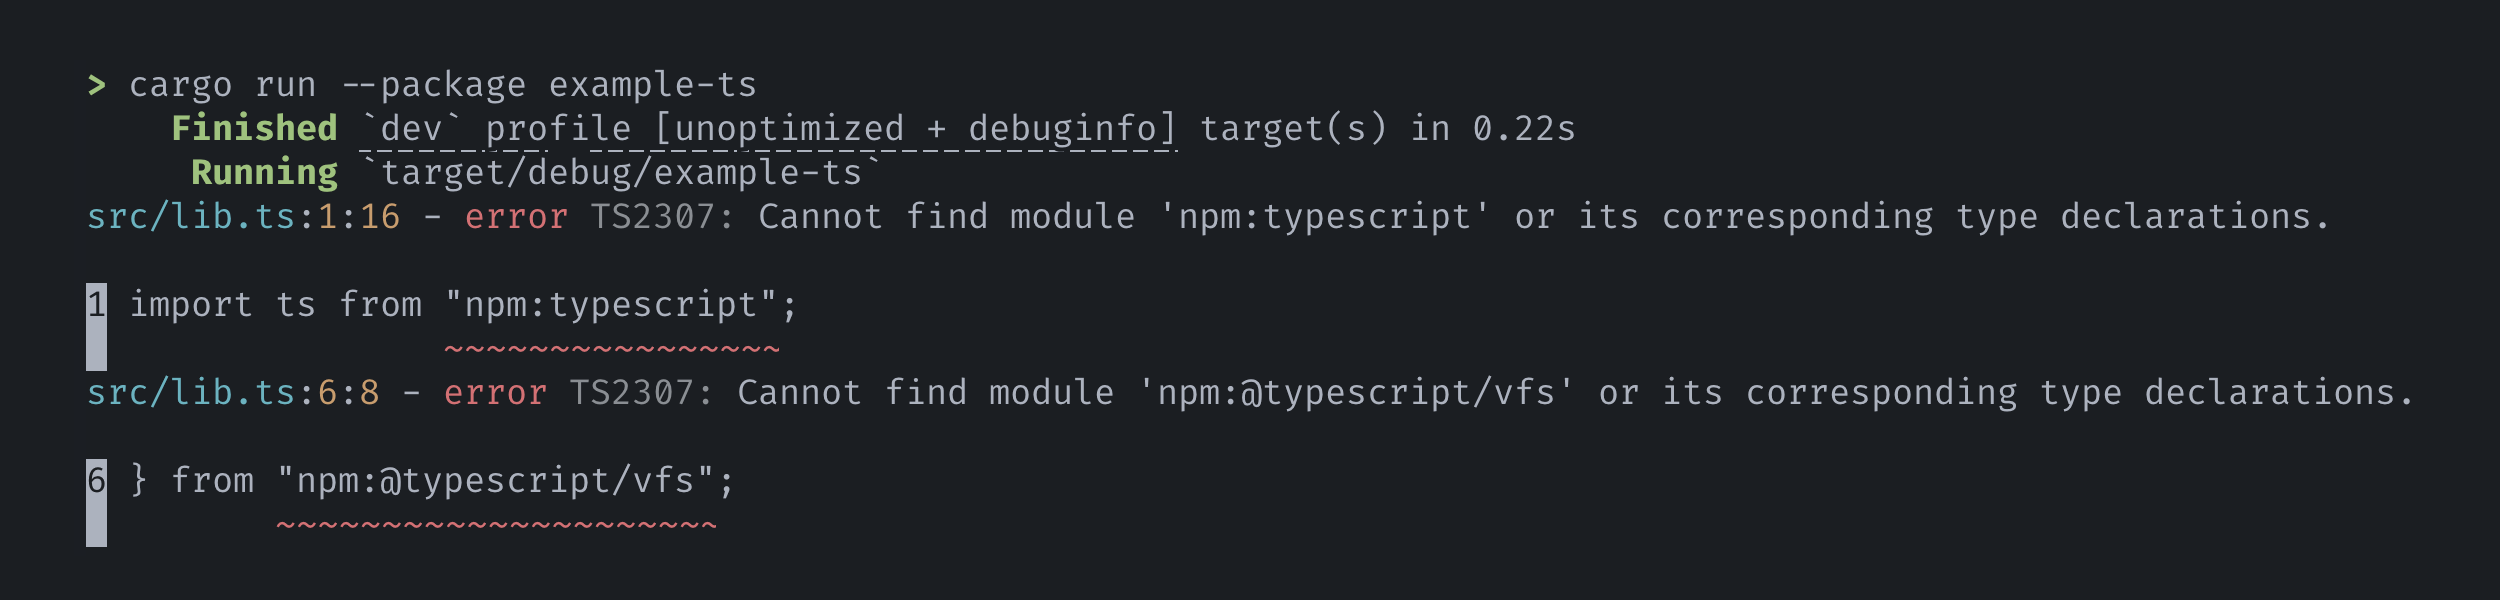 > cargo run --package example-ts
Finished `dev` profile [unoptimized + debuginfo] target(s) in 0.22s
Running `target/debug/example-ts`
src/lib.ts:1:16 - error TS2307: Cannot find module 'npm:typescript' or its corresponding type declarations.
1 import ts from "npm:typescript";
~~~~~~~~~~~~~~~~
src/lib.ts:6:8 - error TS2307: Cannot find module 'npm:@typescript/vfs' or its corresponding type declarations.
6 } from "npm:@typescript/vfs";
~~~~~~~~~~~~~~~~~~~~~